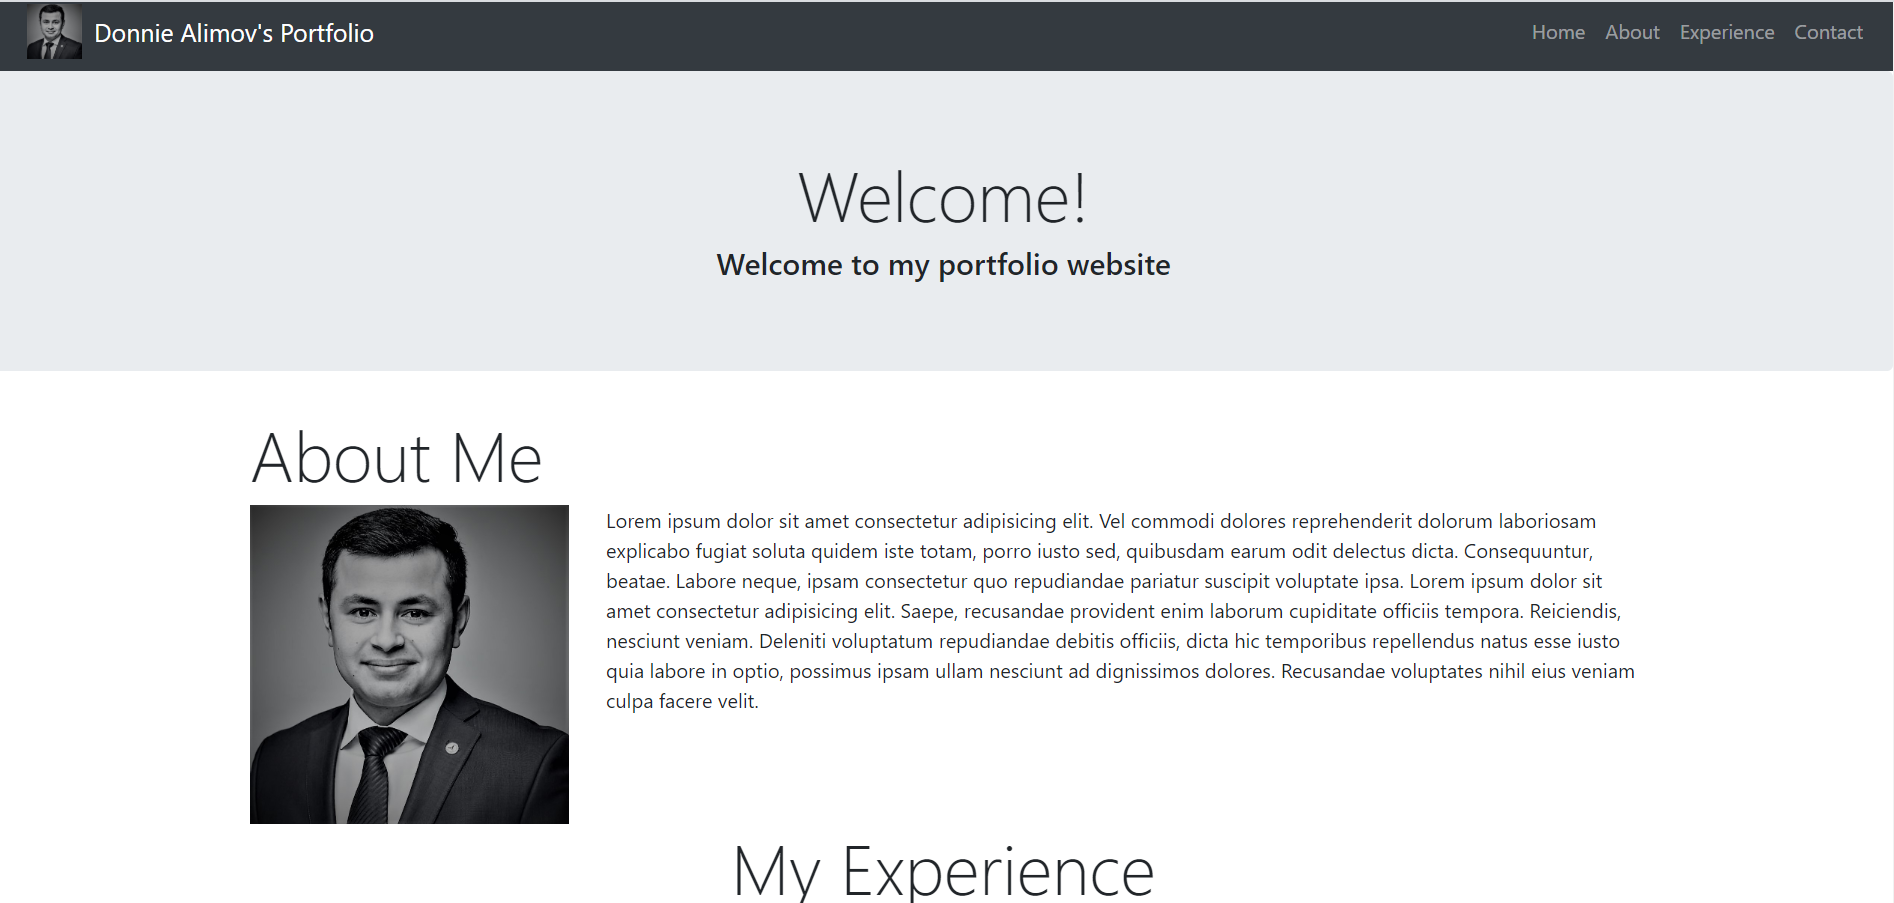 Donnie Alimov's Portfolio
Home About Experience Contact
Welcome!
Welcome to my portfolio website
About Me
Lorem ipsum dolor sit amet consectetur adipisicing elit. Vel commodi dolores reprehenderit dolorum laboriosam
explicabo fugiat soluta quidem iste totam, porro iusto sed, quibusdam earum odit delectus dicta. Consequuntur,
beatae. Labore neque, ipsam consectetur quo repudiandae pariatur suscipit voluptate ipsa. Lorem ipsum dolor sit
amet consectetur adipisicing elit. Saepe, recusandae provident enim laborum cupiditate officiis tempora. Reiciendis,
nesciunt veniam. Deleniti voluptatum repudiandae debitis officiis, dicta hic temporibus repellendus natus esse iusto
quia labore in optio, possimus ipsam ullam nesciunt ad dignissimos dolores. Recusandae voluptates nihil eius veniam
culpa facere velit.
My Experience